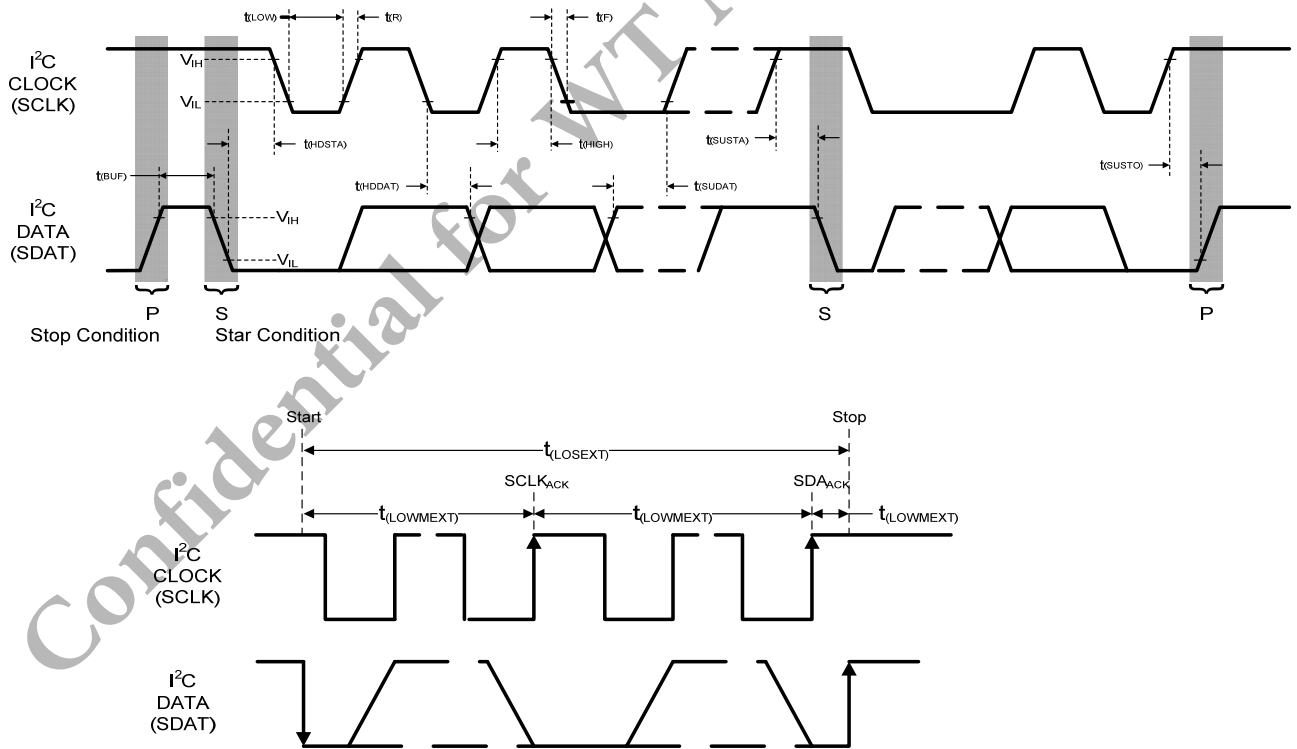 t(LOW)
t(R)
t(F)
I²C
CLOCK
(SCLK)
VIH
VIL
t(HDSTA)
t(HIGH)
t(SUSTA)
t(SUSTO)
t(BUF)
t(HDDAT)
t(SUDAT)
I²C
DATA
(SDAT)
VIH
VIL
P
S
S
P
Stop Condition
Star Condition
Start
Stop
t(LOSEXT)
SCLKACK
SDAACK
t(LOWMEXT)
t(LOWMEXT)
t(LOWMEXT)
I²C
CLOCK
(SCLK)
I²C
DATA
(SDAT)
Confidential for WT